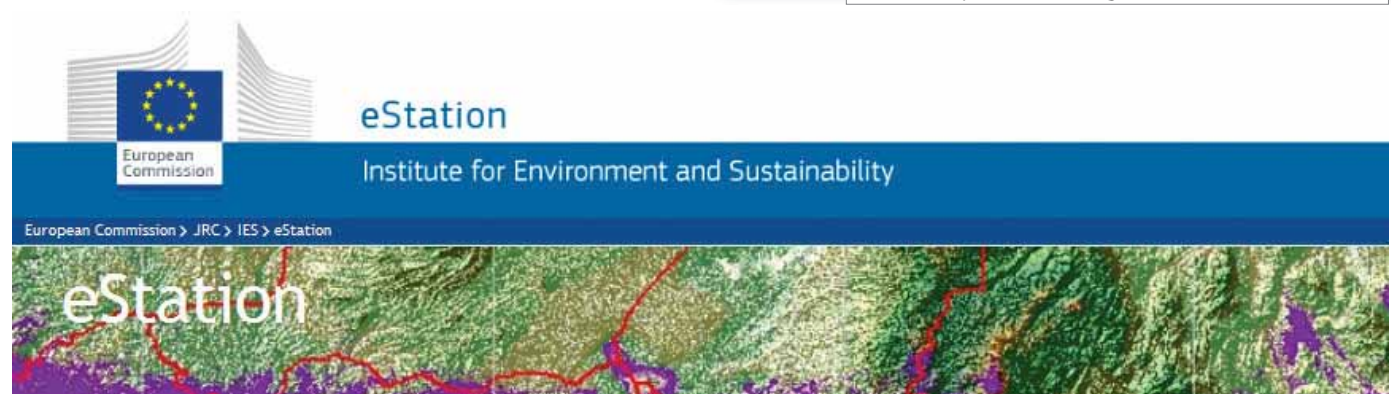 eStation
European
Commission
Institute for Environment and Sustainability
European Commission > JRC > IES > eStation
eStation